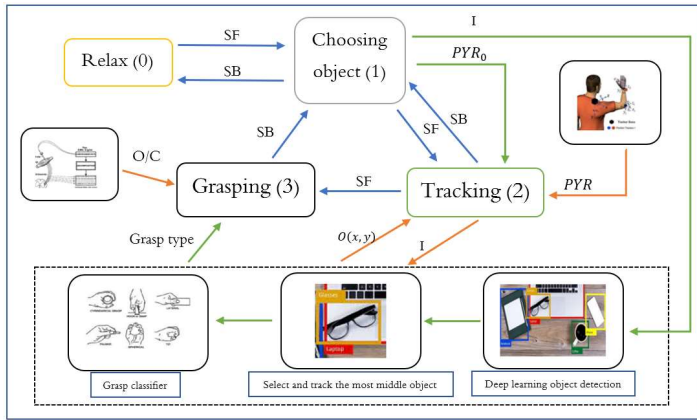 I
SF
Choosing
object (1)
Relax (0)
PYR₀
SB
SB
SF
SB
O/C
Grasping (3)
SF
Tracking (2)
PYR
Grasp type
O(x, y)
I
Laptop
Grasp classifier
Select and track the most middle object
Deep learning object detection